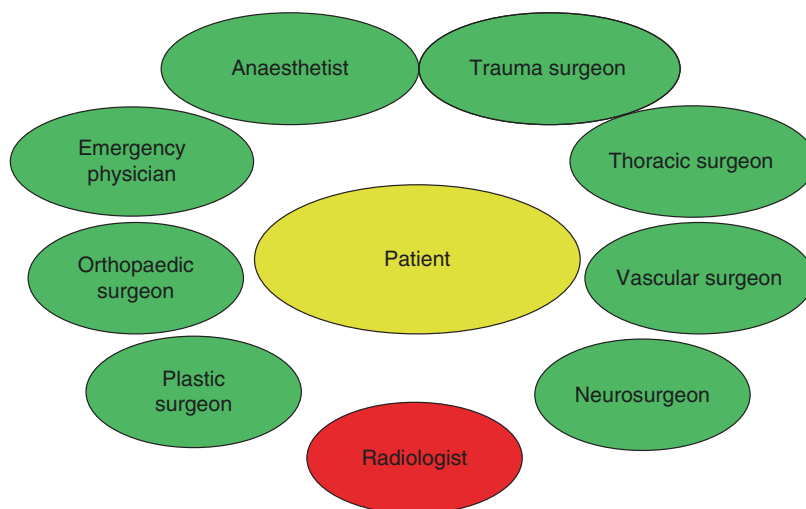 Anaesthetist
Trauma surgeon
Emergency
physician
Thoracic surgeon
Patient
Orthopaedic
surgeon
Vascular surgeon
Plastic
surgeon
Neurosurgeon
Radiologist